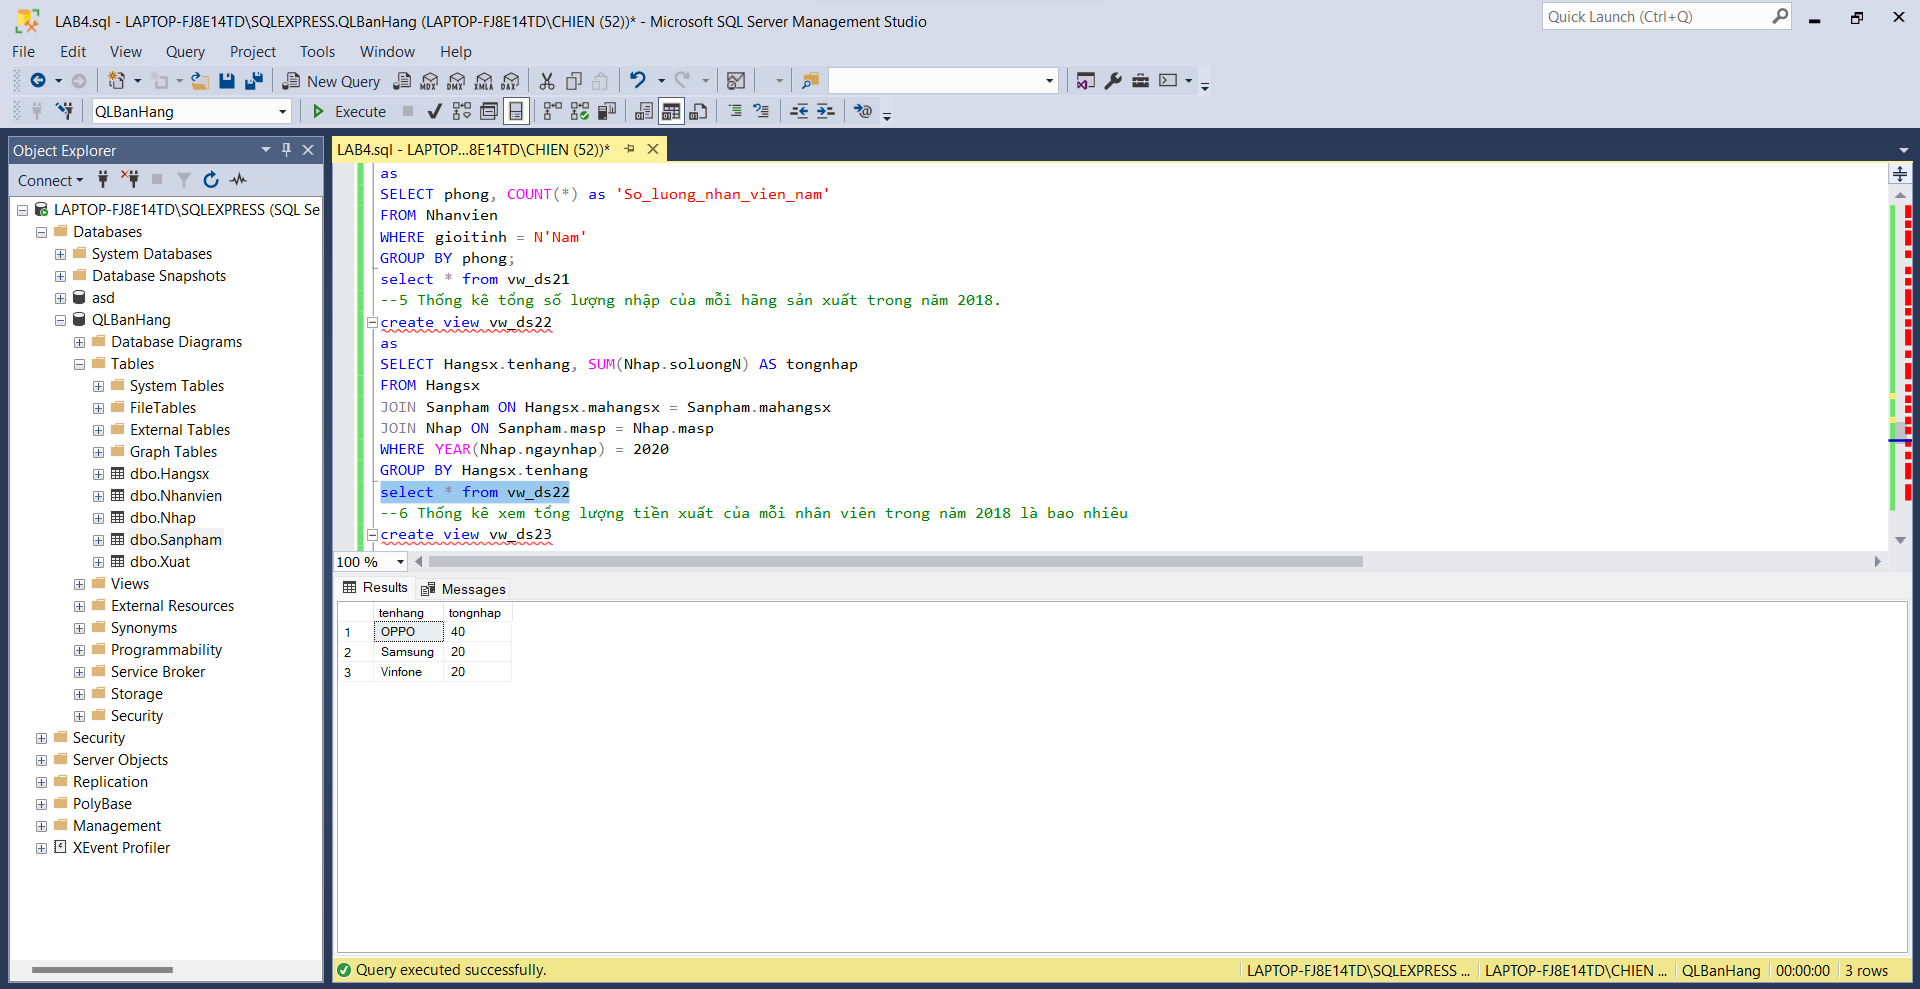 LAB4.sql - LAPTOP-FJ8E14TD\SQLEXPRESS.QLBanHang (LAPTOP-FJ8E14TD\CHIEN (52))* - Microsoft SQL Server Management Studio
Quick Launch (Ctrl+Q)
File Edit View Query Project Tools Window Help
New Query MDX DMX XMLA DAX
QLBanHang Execute
Object Explorer
Connect
LAPTOP-FJ8E14TD\SQLEXPRESS (SQL Se
Databases
System Databases
Database Snapshots
asd
QLBanHang
Database Diagrams
Tables
System Tables
FileTables
External Tables
Graph Tables
dbo.Hangsx
dbo.Nhanvien
dbo.Nhap
dbo.Sanpham
dbo.Xuat
Views
External Resources
Synonyms
Programmability
Service Broker
Storage
Security
Security
Server Objects
Replication
PolyBase
Management
XEvent Profiler
LAB4.sql - LAPTOP...8E14TD\CHIEN (52))*
as
SELECT phong, COUNT(*) as 'So_luong_nhan_vien_nam'
FROM Nhanvien
WHERE gioitinh = N'Nam'
GROUP BY phong;
select * from vw_ds21
--5 Thống kê tổng số lượng nhập của mỗi hãng sản xuất trong năm 2018.
create view vw_ds22
as
SELECT Hangsx.tenhang, SUM(Nhap.soluongN) AS tongnhap
FROM Hangsx
JOIN Sanpham ON Hangsx.mahangsx = Sanpham.mahangsx
JOIN Nhap ON Sanpham.masp = Nhap.masp
WHERE YEAR(Nhap.ngaynhap) = 2020
GROUP BY Hangsx.tenhang
select * from vw_ds22
--6 Thống kê xem tổng lượng tiền xuất của mỗi nhân viên trong năm 2018 là bao nhiêu
create view vw_ds23
100 %
Results Messages
tenhang tongnhap
1 OPPO 40
2 Samsung 20
3 Vinfone 20
Query executed successfully. LAPTOP-FJ8E14TD\SQLEXPRESS ... LAPTOP-FJ8E14TD\CHIEN ... QLBanHang 00:00:00 3 rows